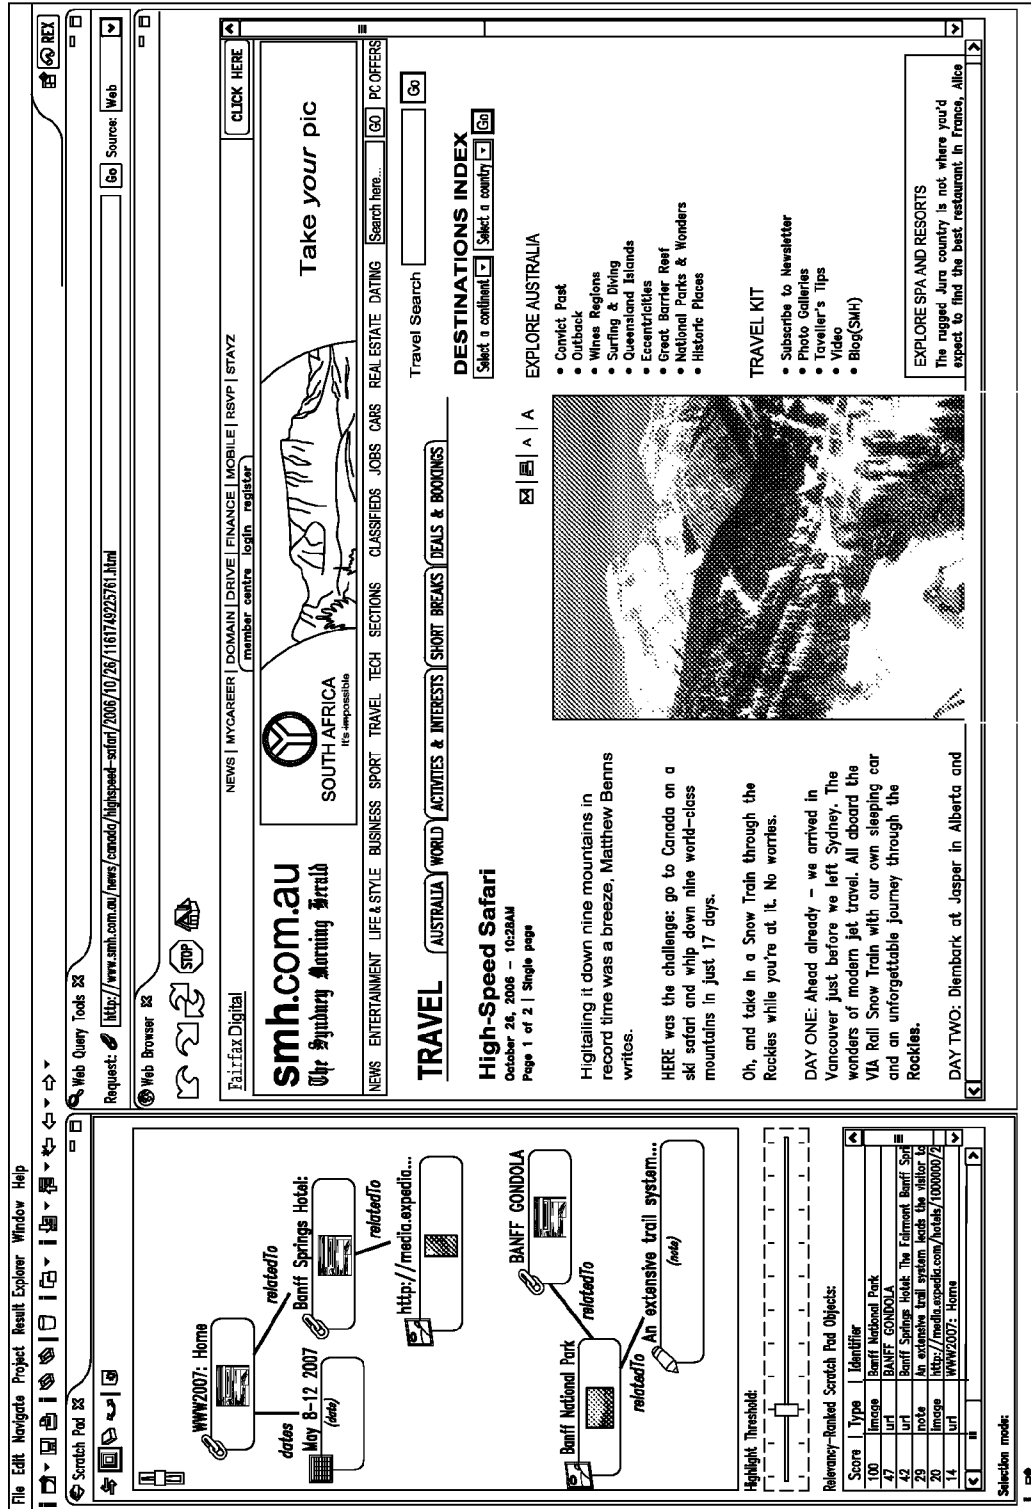 File Edit Navigate Project Result Explorer Window Help
REX
Scratch Pad
WWW2007: Home
dates
relatedTo
May 8-12 2007
(date)
Banff Springs Hotel:
relatedTo
http://media.expedia...
BANFF GONDOLA
Banff National Park
relatedTo
relatedTo
An extensive trail system...
(note)
Highlight Threshold:
Relevancy-Ranked Scratch Pad Objects:
Score Type Identifier
100 image Banff National Park
47 url BANFF GONDOLA
42 url Banff Springs Hotel: The Fairmont Banff Spri
29 note An extensive trail system leads the visitor to
20 image http://media.expedia.com/hotels/1000000/2
14 url WWW2007: Home
Selection mode:
Web Query Tools
Request: http://www.smh.com.au/news/canada/highspeed-safari/2006/10/26/1161749225761.html Go Source: Web
Web Browser
STOP
Fairfax Digital
NEWS | MYCAREER | DOMAIN | DRIVE | FINANCE | MOBILE | RSVP | STAYZ
member centre login register
CLICK HERE
smh.com.au
The Syndney Morning Herald
SOUTH AFRICA
It's impossible
Take your pic
NEWS ENTERTAINMENT LIFE & STYLE BUSINESS SPORT TRAVEL TECH SECTIONS CLASSIFIEDS JOBS CARS REAL ESTATE DATING Search here... GO PC OFFERS
TRAVEL
AUSTRALIA WORLD ACTIVITES & INTERESTS SHORT BREAKS DEALS & BOOKINGS
Travel Search Go
High-Speed Safari
October 26, 2006 - 10:28AM
Page 1 of 2 | Single page
| A | A
Higitalling it down nine mountains in
record time was a breeze, Matthew Benns
writes.
HERE was the challenge: go to Canada on a
ski safari and whip down nine world-class
mountains in just 17 days.
Oh, and take in a Snow Train through the
Rockies while you're at it. No worries.
DAY ONE: Ahead already - we arrived in
Vancouver just before we left Sydney. The
wonders of modern jet travel. All aboard the
VIA Rail Snow Train with our own sleeping car
and an unforgettable journey through the
Rockies.
DAY TWO: Diembark at Jasper in Alberta and
DESTINATIONS INDEX
Select a continent Select a country Go
EXPLORE AUSTRALIA
• Convict Past
• Outback
• Wines Regions
• Surfing & Diving
• Queensland Islands
• Eccentricities
• Great Barrier Reef
• National Parks & Wonders
• Historic Places
TRAVEL KIT
• Subscribe to Newsletter
• Photo Galleries
• Taveller's Tips
• Video
• Blog(SMH)
EXPLORE SPA AND RESORTS
The rugged Jura country is not where you'd
expect to find the best restaurant in France, Alice